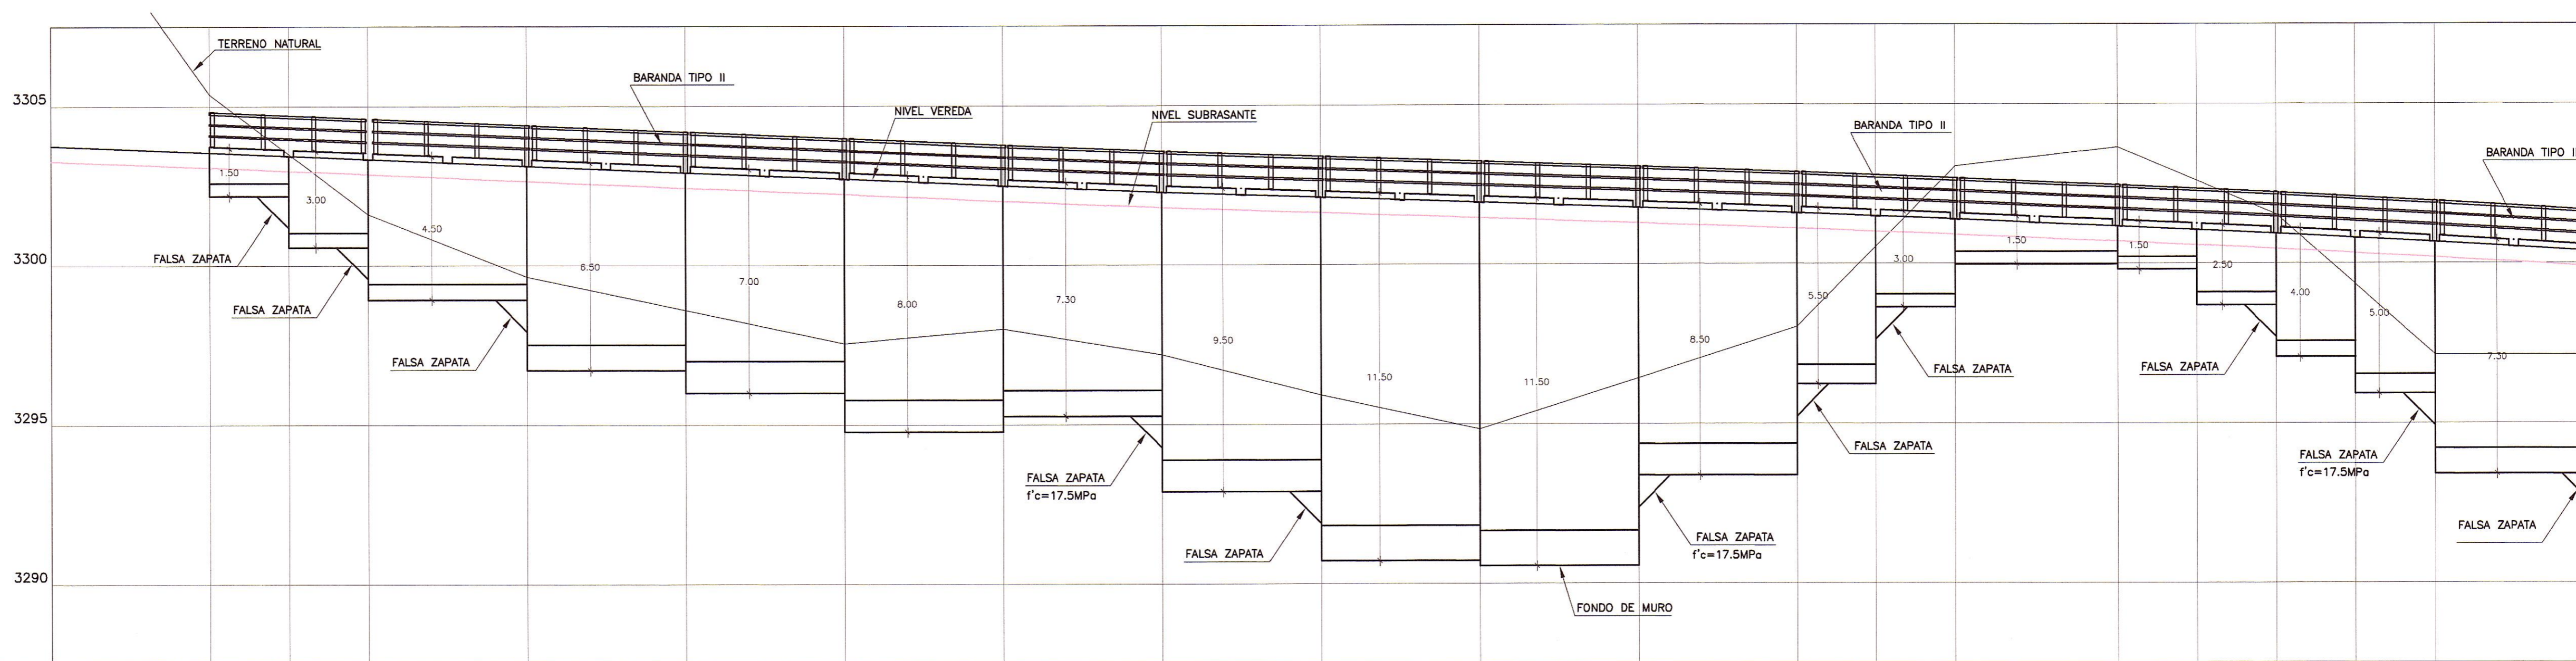 TERRENO NATURAL
BARANDA TIPO II
NIVEL VEREDA
NIVEL SUBRASANTE
BARANDA TIPO II
BARANDA TIPO II
3305
3300
3295
3290
1.50
3.00
4.50
6.50
7.00
8.00
7.30
9.50
11.50
11.50
8.50
5.50
3.00
1.50
1.50
2.50
4.00
5.00
7.30
FALSA ZAPATA
FALSA ZAPATA
FALSA ZAPATA
FALSA ZAPATA
f'c=17.5MPa
FALSA ZAPATA
FONDO DE MURO
FALSA ZAPATA
f'c=17.5MPa
FALSA ZAPATA
FALSA ZAPATA
FALSA ZAPATA
FALSA ZAPATA
f'c=17.5MPa
FALSA ZAPATA